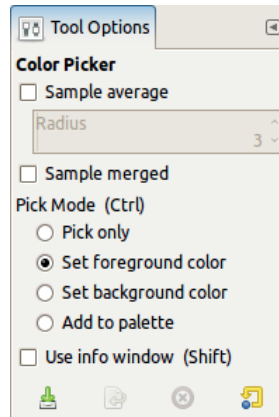 Tool Options
Color Picker
Sample average
Radius
3
Sample merged
Pick Mode (Ctrl)
Pick only
Set foreground color
Set background color
Add to palette
Use info window (Shift)